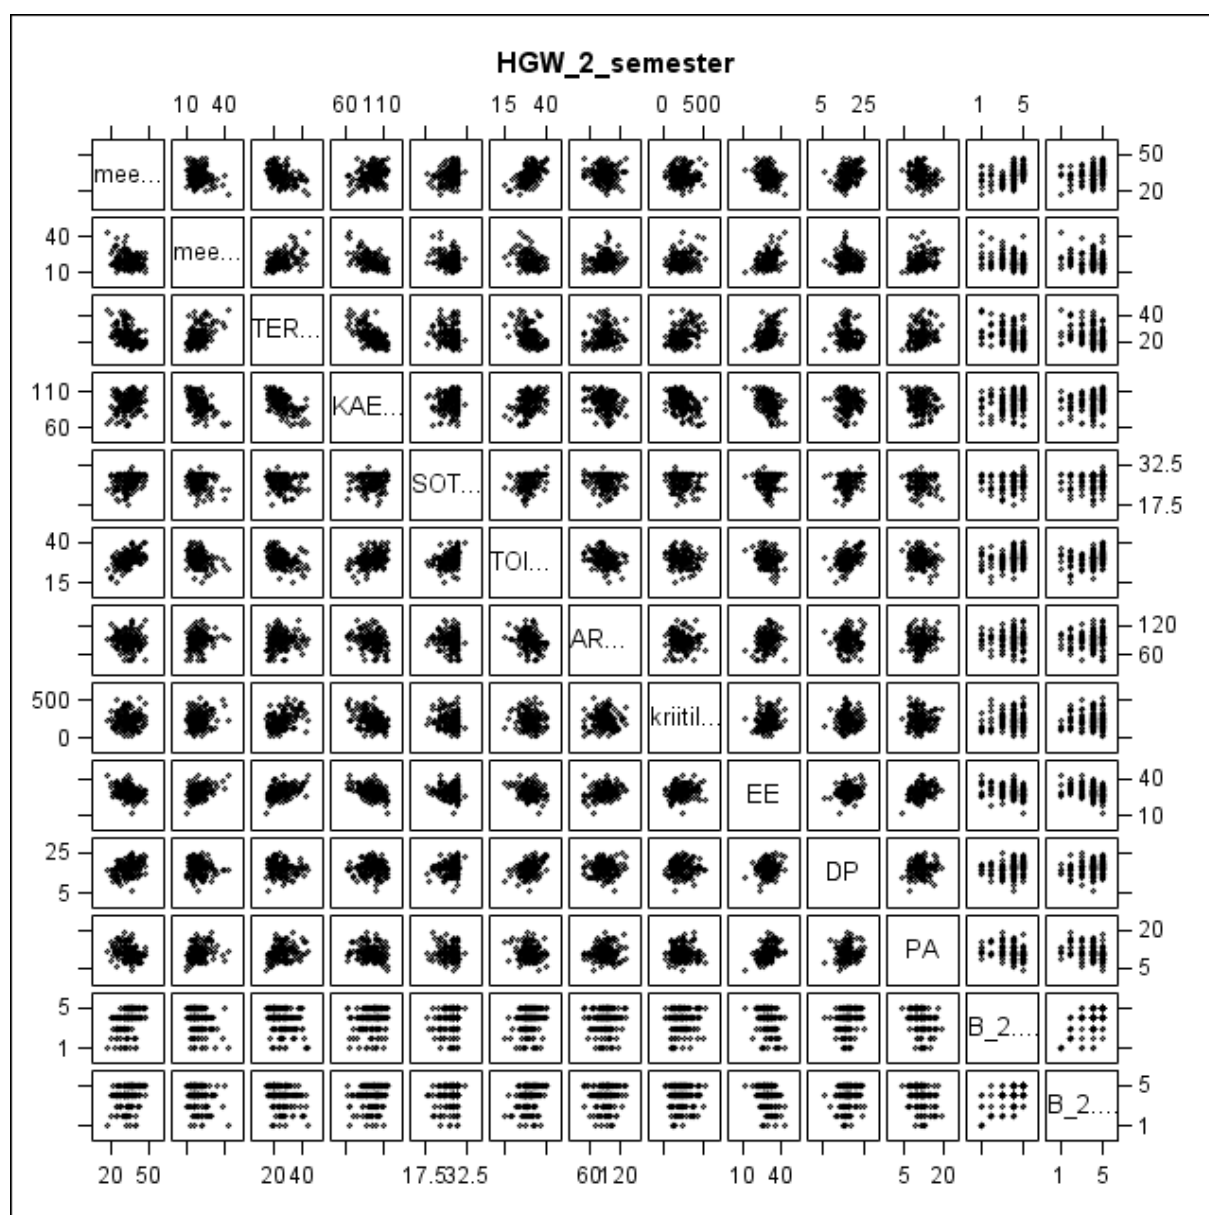 HGW_2_semester
10 40 60 110 15 40 0 500 5 25 1 5
mee... 50 20
40 10 mee...
TER... 40 20
110 60 KAE...
SOT... 32.5 17.5
40 15 TOI...
AR... 120 60
500 0 kriitil...
EE 40 10
25 5 DP
PA 20 5
5 1 B_2....
B_2.... 5 1
20 50 20 40 17.5 32.5 60 120 10 40 5 20 1 5